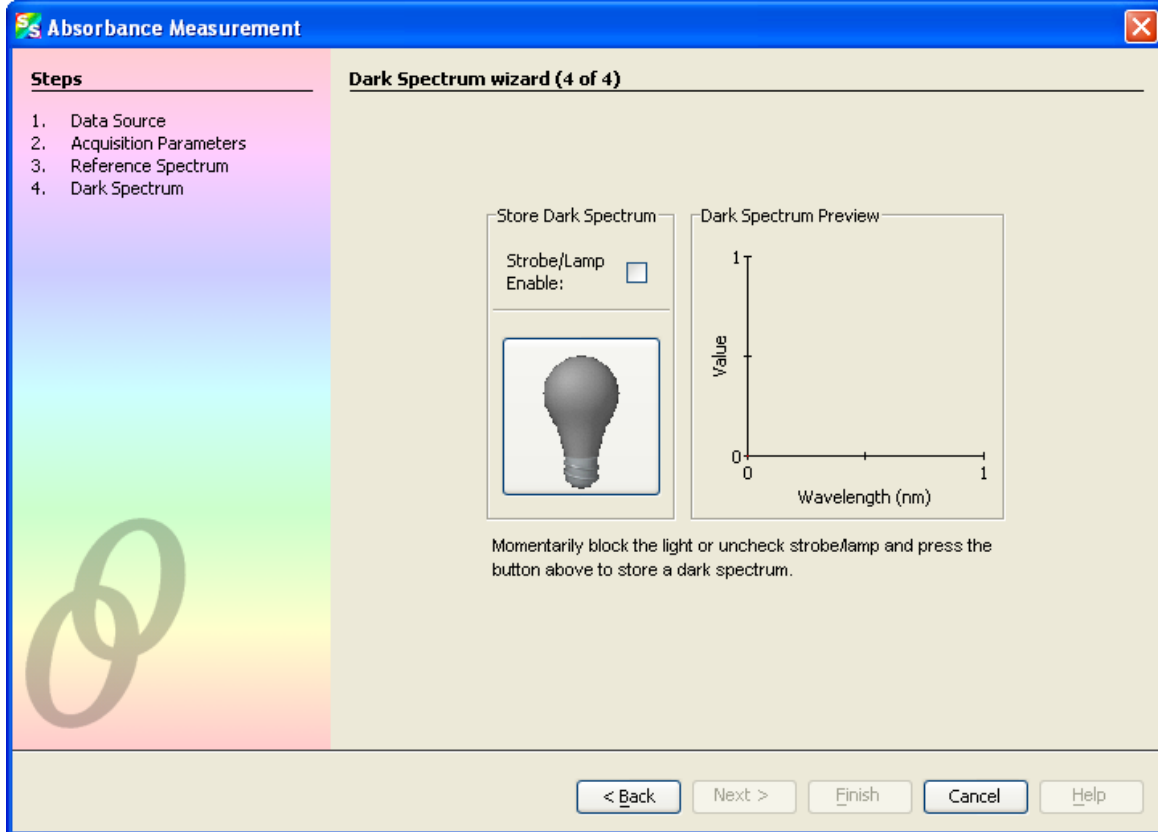 Absorbance Measurement
Steps
1. Data Source
2. Acquisition Parameters
3. Reference Spectrum
4. Dark Spectrum
Dark Spectrum wizard (4 of 4)
Store Dark Spectrum
Strobe/Lamp
Enable:
Dark Spectrum Preview
1
Value
0
0
1
Wavelength (nm)
Momentarily block the light or uncheck strobe/lamp and press the
button above to store a dark spectrum.
< Back
Next >
Finish
Cancel
Help